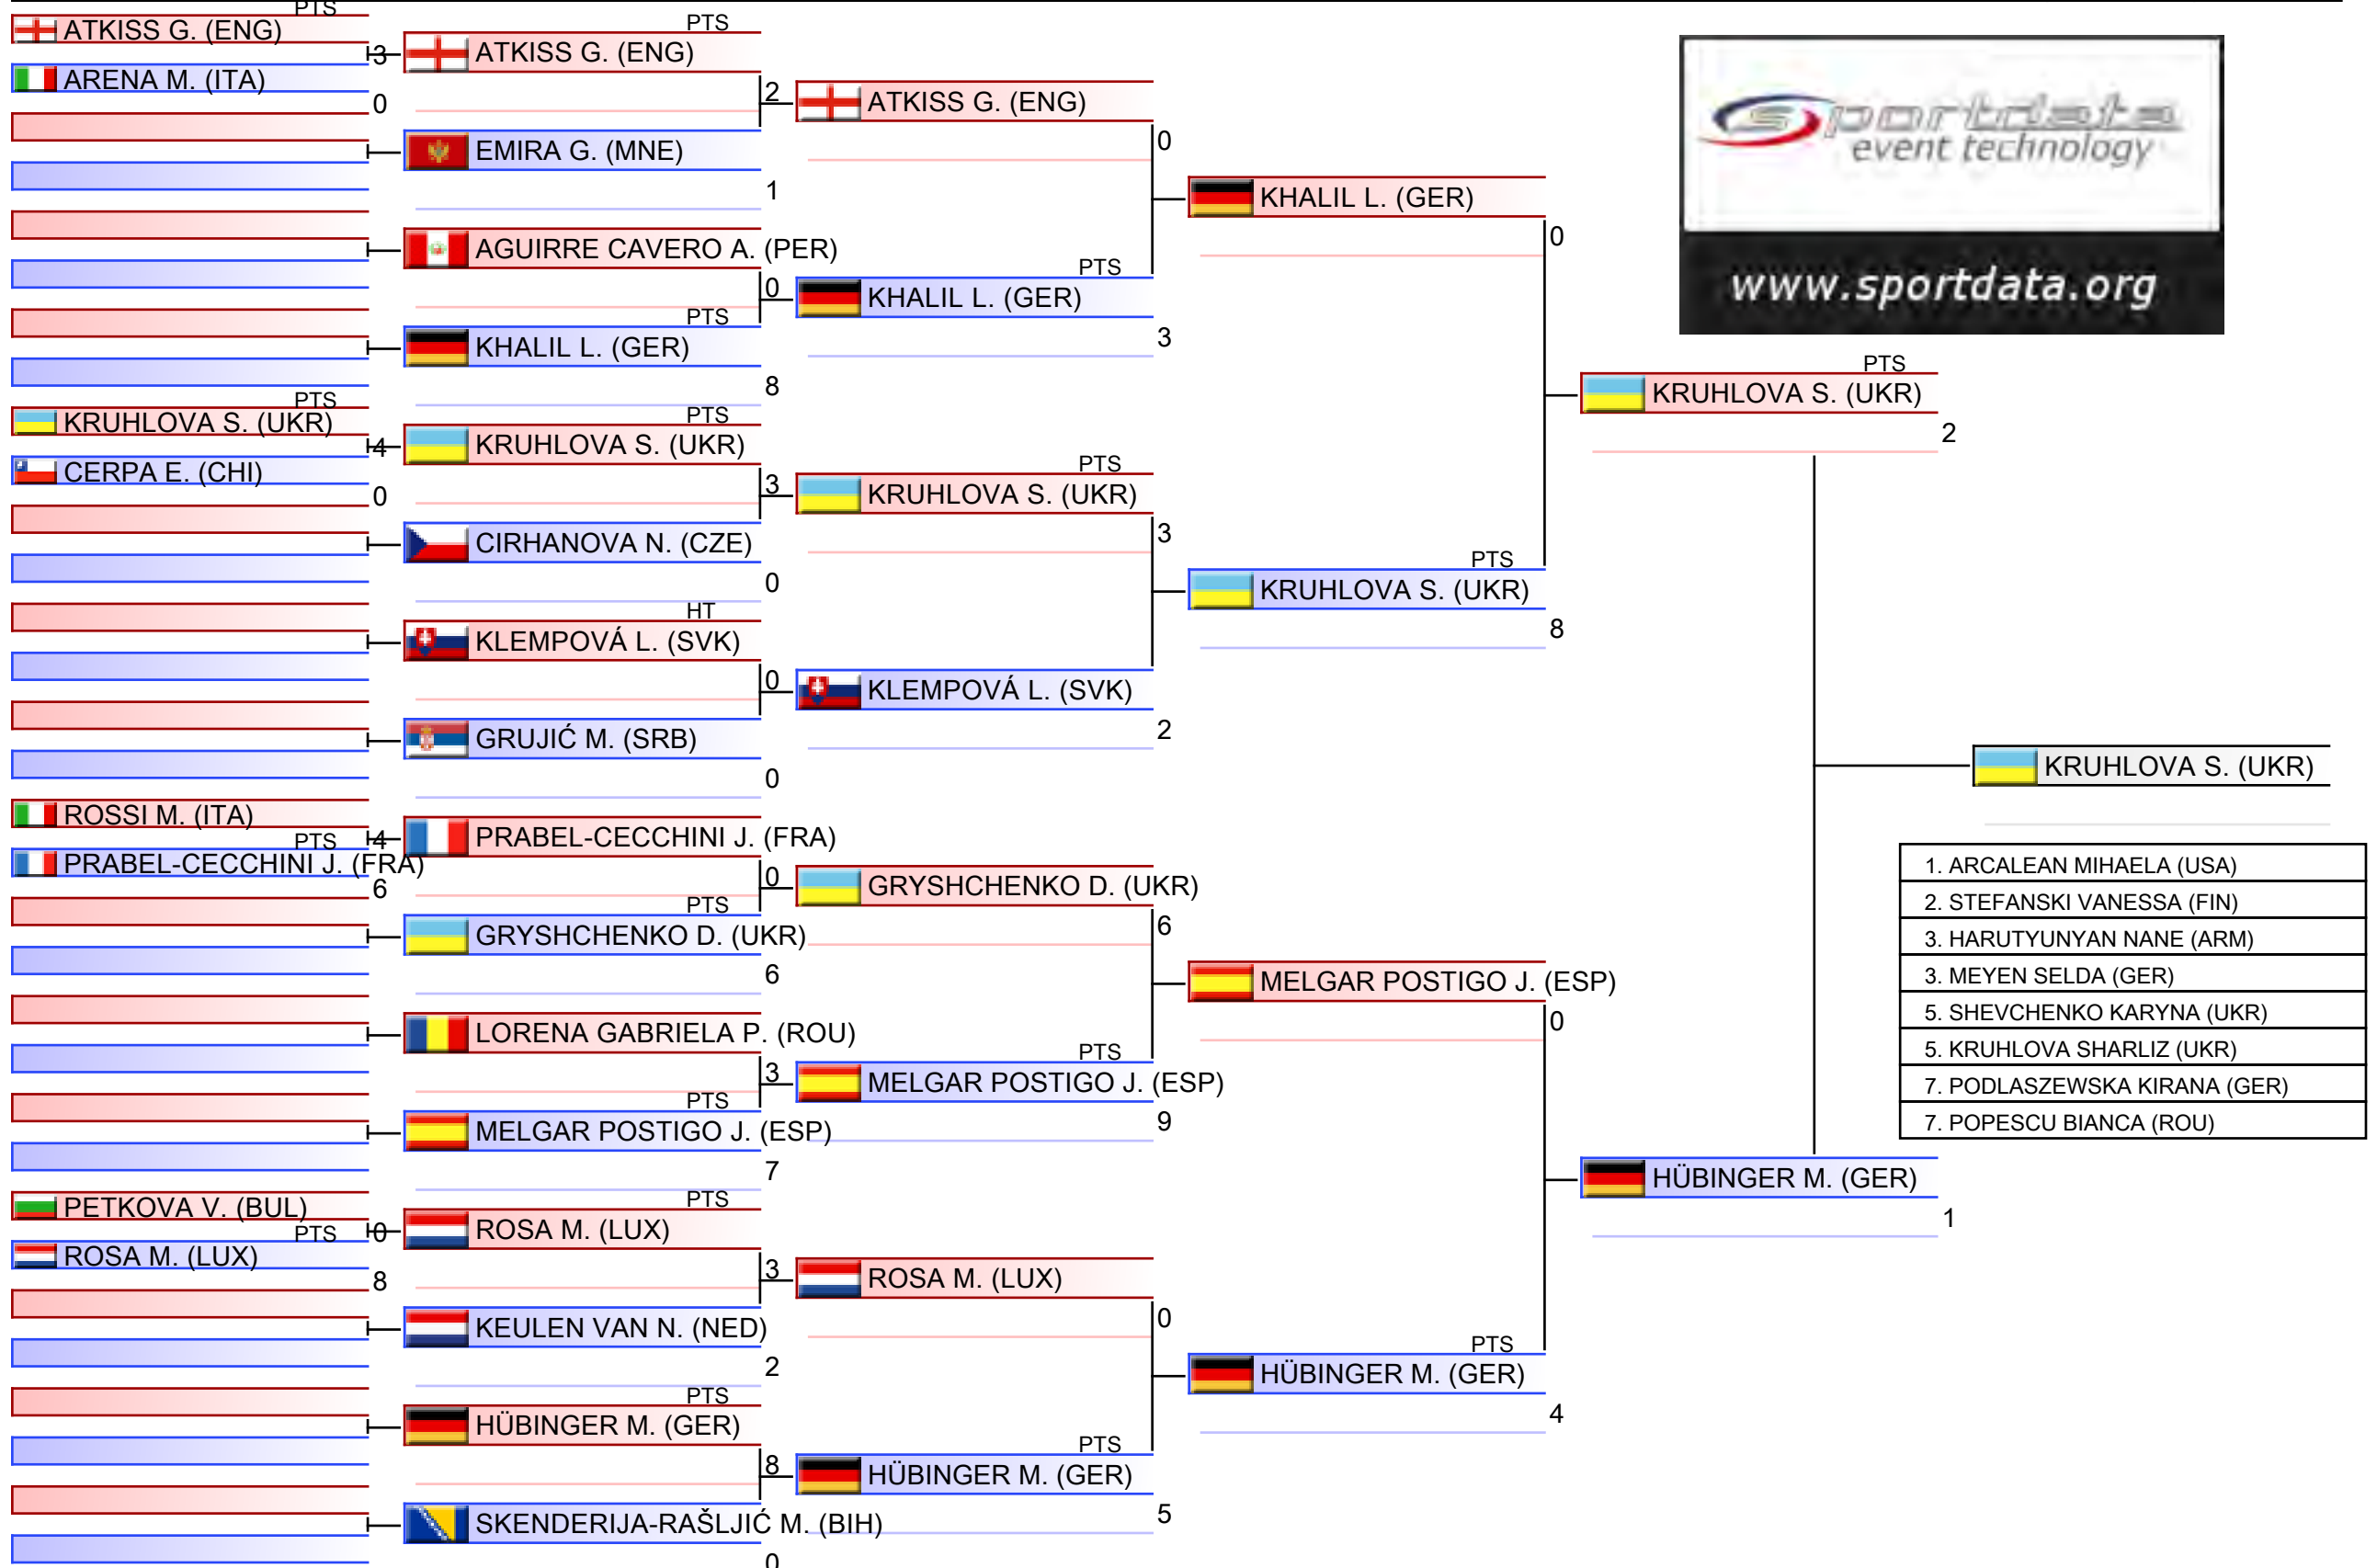 PTS
ATKISS G. (ENG)
3
ARENA M. (ITA)
0
PTS
KRUHLOVA S. (UKR)
4
CERPA E. (CHI)
0
ROSSI M. (ITA)
4
PTS
PRABEL-CECCHINI J. (FRA)
6
PETKOVA V. (BUL)
0
PTS
ROSA M. (LUX)
8
PTS
ATKISS G. (ENG)
2
EMIRA G. (MNE)
1
AGUIRRE CAVERO A. (PER)
0
PTS
KHALIL L. (GER)
8
PTS
KRUHLOVA S. (UKR)
3
CIRHANOVA N. (CZE)
0
HT
KLEMPOVÁ L. (SVK)
0
GRUJIĆ M. (SRB)
0
PRABEL-CECCHINI J. (FRA)
0
PTS
GRYSHCHENKO D. (UKR)
6
LORENA GABRIELA P. (ROU)
3
PTS
MELGAR POSTIGO J. (ESP)
7
PTS
ROSA M. (LUX)
3
KEULEN VAN N. (NED)
2
PTS
HÜBINGER M. (GER)
8
SKENDERIJA-RAŠLJIĆ M. (BIH)
0
ATKISS G. (ENG)
0
PTS
KHALIL L. (GER)
3
PTS
KRUHLOVA S. (UKR)
3
KLEMPOVÁ L. (SVK)
2
GRYSHCHENKO D. (UKR)
6
PTS
MELGAR POSTIGO J. (ESP)
9
ROSA M. (LUX)
0
PTS
HÜBINGER M. (GER)
5
KHALIL L. (GER)
0
PTS
KRUHLOVA S. (UKR)
8
MELGAR POSTIGO J. (ESP)
0
PTS
HÜBINGER M. (GER)
4
PTS
KRUHLOVA S. (UKR)
2
HÜBINGER M. (GER)
1
KRUHLOVA S. (UKR)
sportdata
event technology
www.sportdata.org
1. ARCALEAN MIHAELA (USA)
2. STEFANSKI VANESSA (FIN)
3. HARUTYUNYAN NANE (ARM)
3. MEYEN SELDA (GER)
5. SHEVCHENKO KARYNA (UKR)
5. KRUHLOVA SHARLIZ (UKR)
7. PODLASZEWSKA KIRANA (GER)
7. POPESCU BIANCA (ROU)